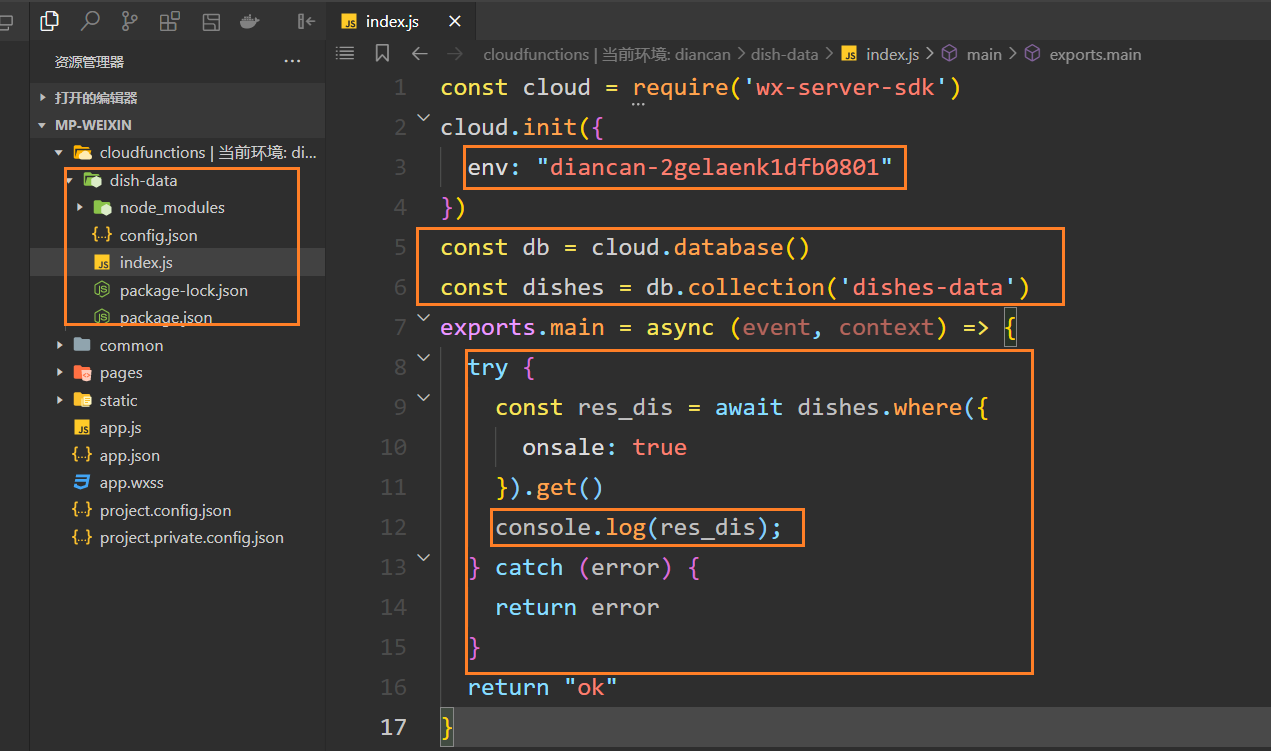 index.js
资源管理器
cloudfunctions | 当前环境: diancan > dish-data > index.js > main > exports.main
打开的编辑器
MP-WEIXIN
cloudfunctions | 当前环境: di...
dish-data
node_modules
config.json
index.js
package-lock.json
package.json
common
pages
static
app.js
app.json
app.wxss
project.config.json
project.private.config.json
1 const cloud = require('wx-server-sdk')
2 cloud.init({
3 env: "diancan-2gelaenk1dfb0801"
4 })
5 const db = cloud.database()
6 const dishes = db.collection('dishes-data')
7 exports.main = async (event, context) => {
8 try {
9 const res_dis = await dishes.where({
10 onsale: true
11 }).get()
12 console.log(res_dis);
13 } catch (error) {
14 return error
15 }
16 return "ok"
17 }